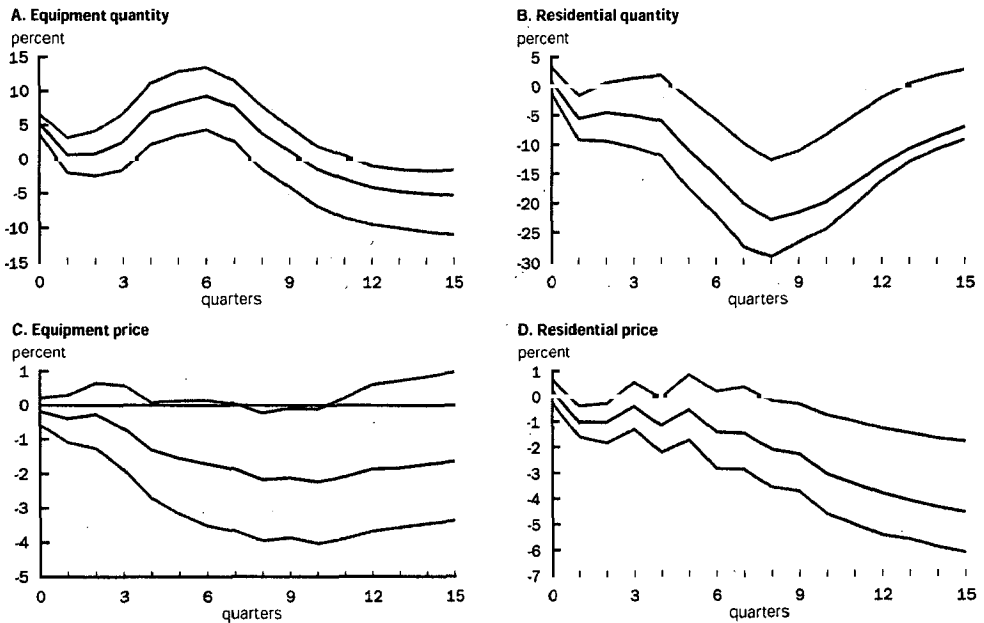 A. Equipment quantity
percent
15
10
5
0
-5
-10
-15
0 3 6 9 12 15
quarters
B. Residential quantity
percent
5
0
-5
-10
-15
-20
-25
-30
0 3 6 9 12 15
quarters
C. Equipment price
percent
1
0
-1
-2
-3
-4
-5
0 3 6 9 12 15
quarters
D. Residential price
percent
1
0
-1
-2
-3
-4
-5
-6
-7
0 3 6 9 12 15
quarters